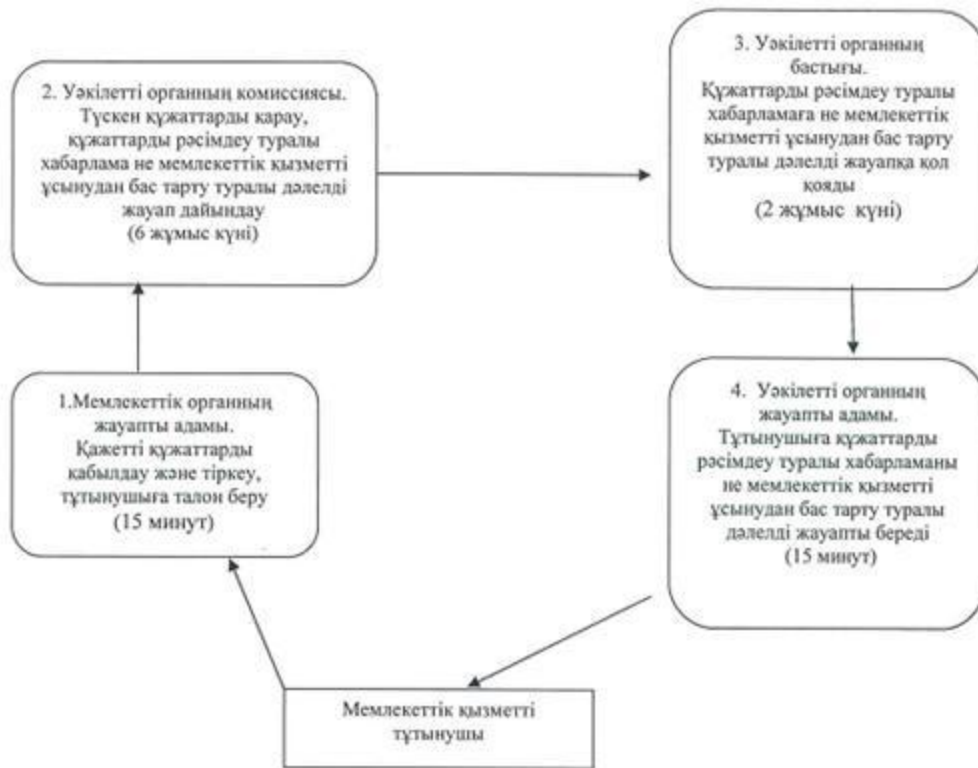 2. Уәкілетті органның комиссиясы.
Түскен құжаттарды қарау,
құжаттарды рәсімдеу туралы
хабарлама не мемлекеттік қызметті
ұсынудан бас тарту туралы дәлелді
жауап дайындау
(6 жұмыс күні)
3. Уәкілетті органның
бастығы.
Құжаттарды рәсімдеу туралы
хабарламаға не мемлекеттік
қызметті ұсынудан бас тарту
туралы дәлелді жауапқа қол
қояды
(2 жұмыс күні)
1.Мемлекеттік органның
жауапты адамы.
Қажетті құжаттарды
қабылдау және тіркеу,
тұтынушыға талон беру
(15 минут)
4. Уәкілетті органның
жауапты адамы.
Тұтынушыға құжаттарды
рәсімдеу туралы хабарламаны
не мемлекеттік қызметті
ұсынудан бас тарту туралы
дәлелді жауапты береді
(15 минут)
Мемлекеттік қызметті
тұтынушы